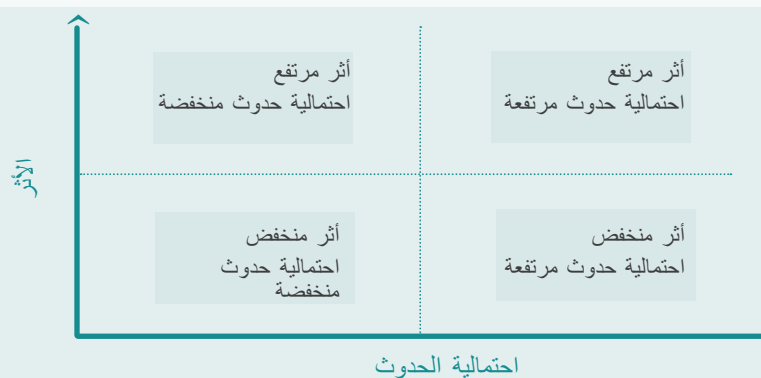 أثر مرتفع
احتمالية حدوث مرتفعة
أثر مرتفع
احتمالية حدوث منخفضة
الأثر
أثر منخفض
احتمالية حدوث مرتفعة
أثر منخفض
احتمالية حدوث
منخفضة
احتمالية الحدوث